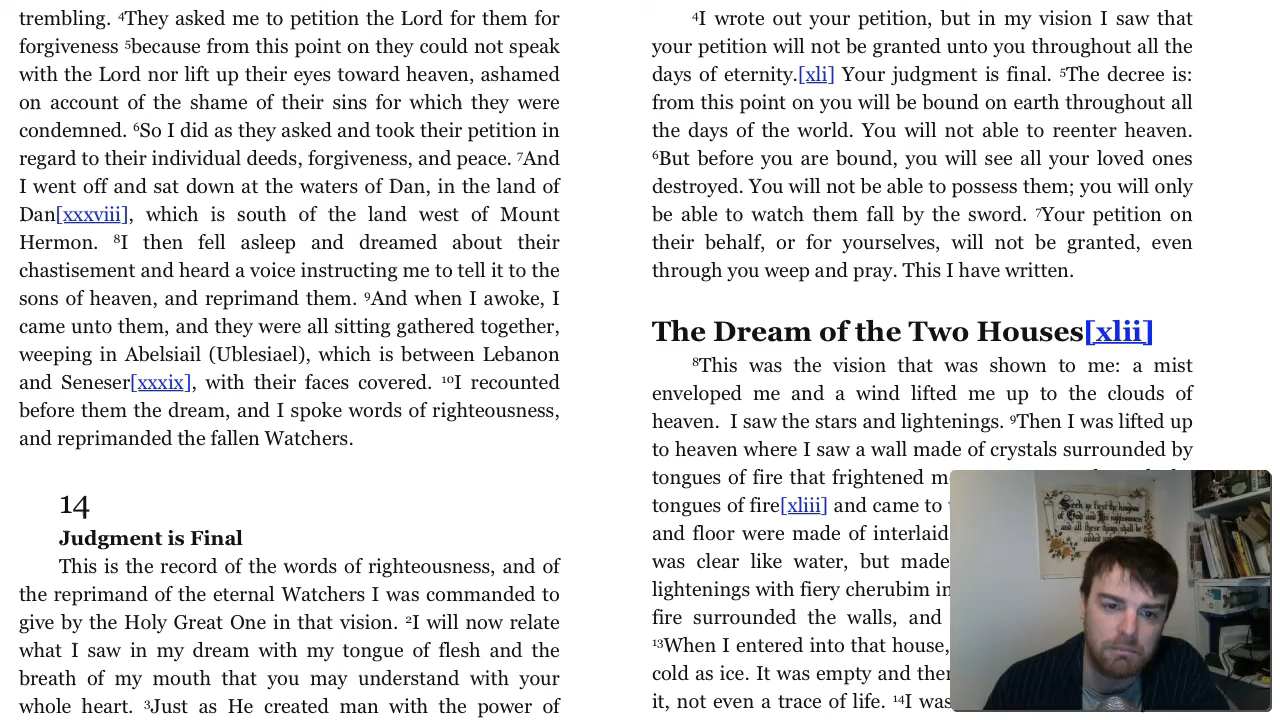 trembling. ⁴They asked me to petition the Lord for them for
forgiveness ⁵because from this point on they could not speak
with the Lord nor lift up their eyes toward heaven, ashamed
on account of the shame of their sins for which they were
condemned. ⁶So I did as they asked and took their petition in
regard to their individual deeds, forgiveness, and peace. ⁷And
I went off and sat down at the waters of Dan, in the land of
Dan[xxxviii], which is south of the land west of Mount
Hermon. ⁸I then fell asleep and dreamed about their
chastisement and heard a voice instructing me to tell it to the
sons of heaven, and reprimand them. ⁹And when I awoke, I
came unto them, and they were all sitting gathered together,
weeping in Abelsiail (Ublesiael), which is between Lebanon
and Seneser[xxxix], with their faces covered. ¹⁰I recounted
before them the dream, and I spoke words of righteousness,
and reprimanded the fallen Watchers.
14
Judgment is Final
This is the record of the words of righteousness, and of
the reprimand of the eternal Watchers I was commanded to
give by the Holy Great One in that vision. ²I will now relate
what I saw in my dream with my tongue of flesh and the
breath of my mouth that you may understand with your
whole heart. ³Just as He created man with the power of
⁴I wrote out your petition, but in my vision I saw that
your petition will not be granted unto you throughout all the
days of eternity.[xli] Your judgment is final. ⁵The decree is:
from this point on you will be bound on earth throughout all
the days of the world. You will not able to reenter heaven.
⁶But before you are bound, you will see all your loved ones
destroyed. You will not be able to possess them; you will only
be able to watch them fall by the sword. ⁷Your petition on
their behalf, or for yourselves, will not be granted, even
through you weep and pray. This I have written.
The Dream of the Two Houses[xlii]
⁸This was the vision that was shown to me: a mist
enveloped me and a wind lifted me up to the clouds of
heaven. I saw the stars and lightenings. ⁹Then I was lifted up
to heaven where I saw a wall made of crystals surrounded by
tongues of fire that frightened
tongues of fire[xliii] and came to
and floor were made of interlaid
was clear like water, but made
lightenings with fiery cherubim in
fire surrounded the walls, and
¹³When I entered into that house,
cold as ice. It was empty and
it, not even a trace of life. ¹⁴I was
Seek ye first the kingdom
of God and His righteousness
and all these things shall be
added